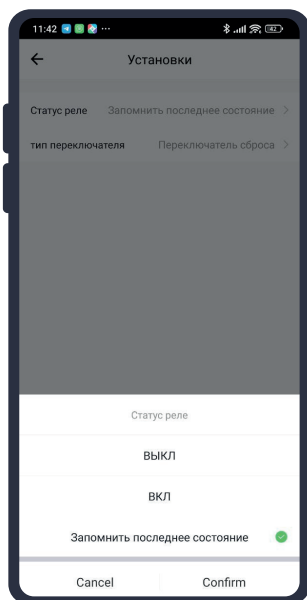 11:42
42
Установки
Статус реле Запомнить последнее состояние
тип переключателя Переключатель сброса
Статус реле
ВЫКЛ
ВКЛ
Запомнить последнее состояние
Cancel Confirm